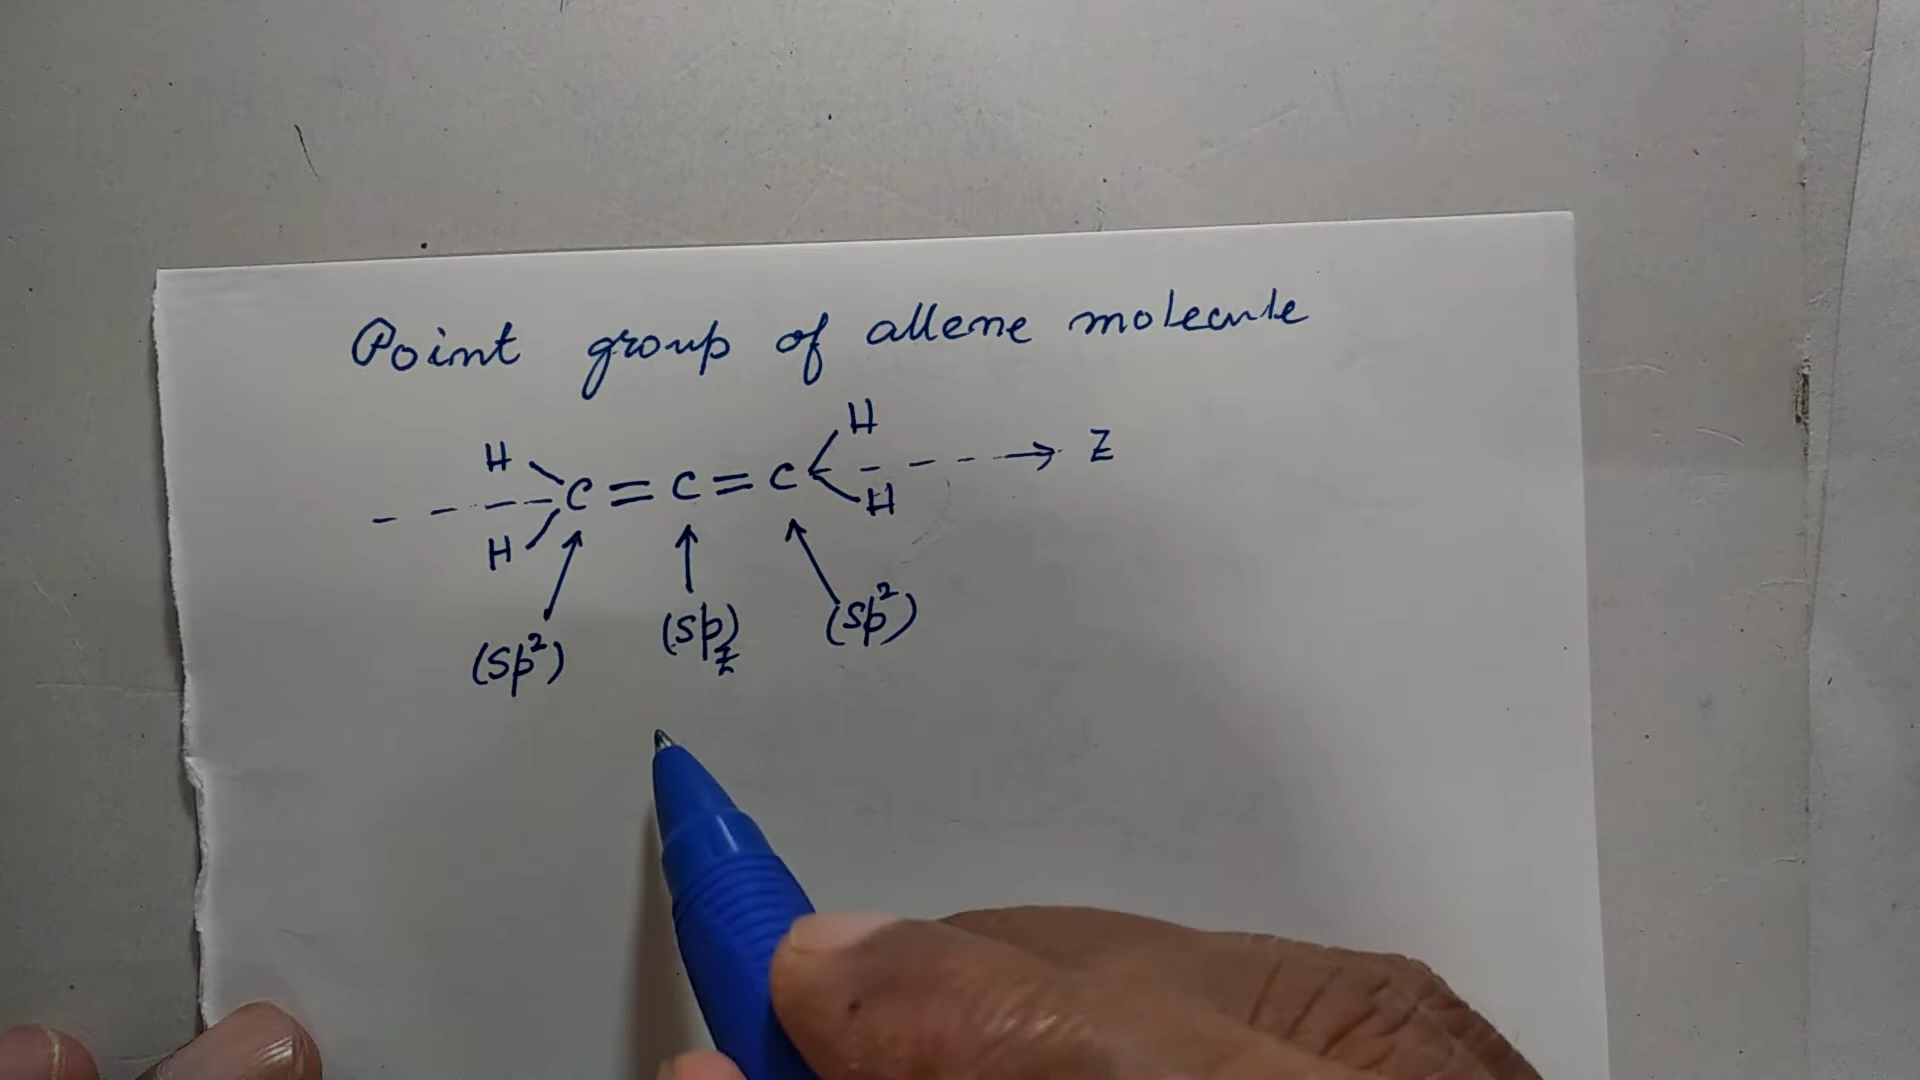 Point group of allene molecule
H H
C = C = C → Z
H H
(sp²) (sp)z (sp²)